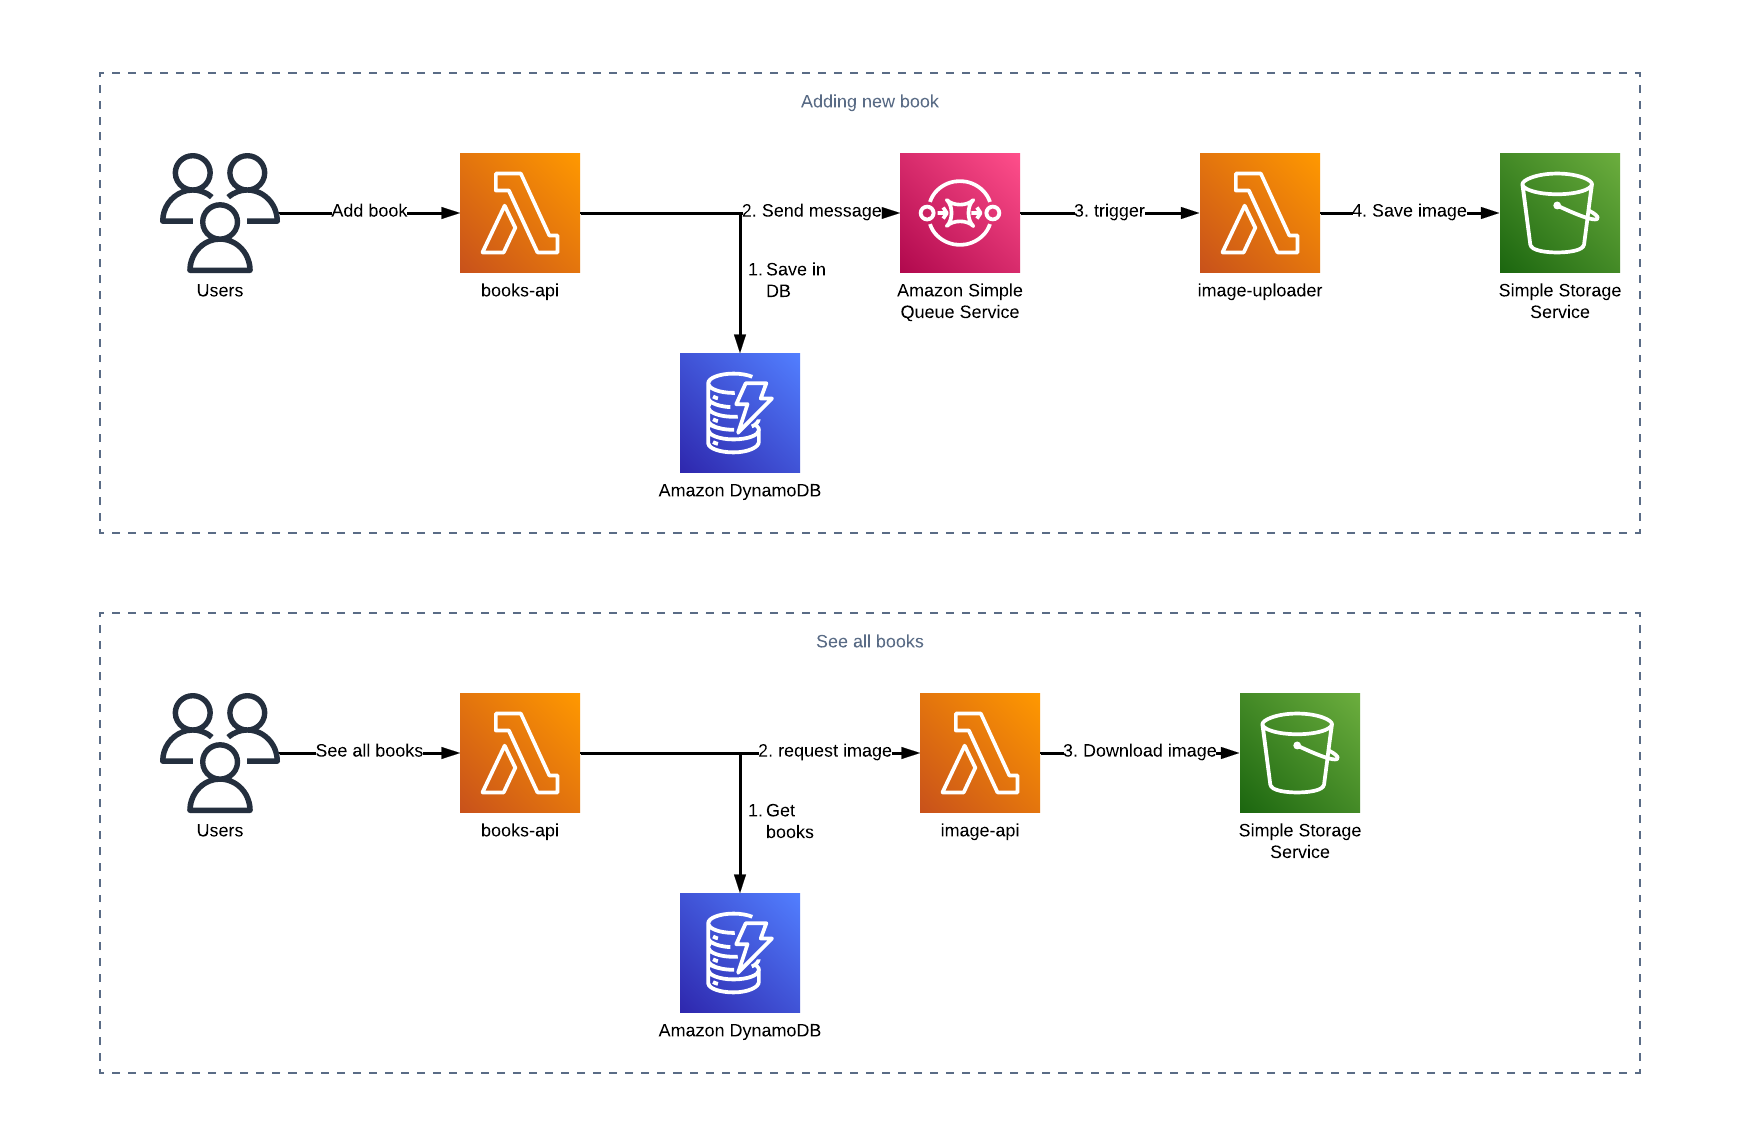 Adding new book
Add book
2. Send message
3. trigger
4. Save image
1. Save in
DB
Users
books-api
Amazon Simple
Queue Service
image-uploader
Simple Storage
Service
Amazon DynamoDB
See all books
See all books
2. request image
3. Download image
1. Get
books
Users
books-api
image-api
Simple Storage
Service
Amazon DynamoDB